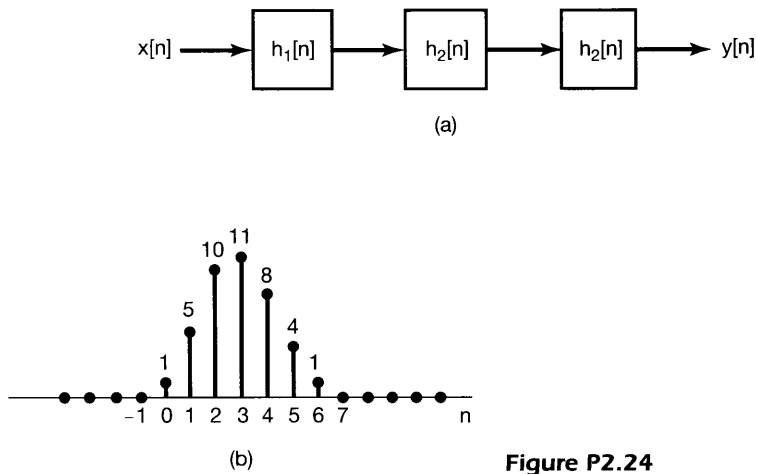 x[n] h₁[n] h₂[n] h₂[n] y[n]
(a)
11
10
8
5
4
1 1
−1 0 1 2 3 4 5 6 7 n
(b)
Figure P2.24